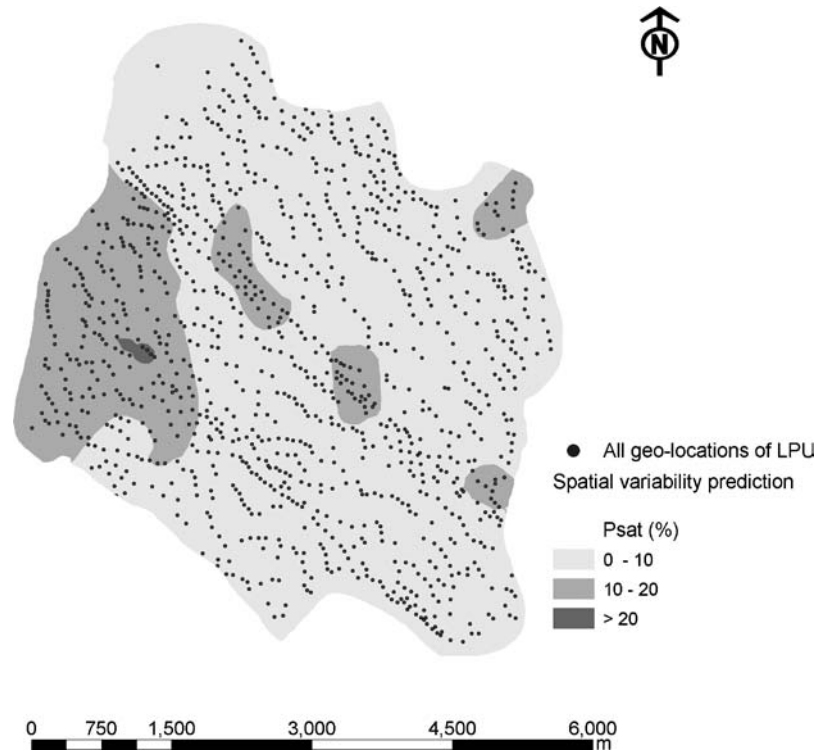 N
All geo-locations of LPU
Spatial variability prediction
Psat (%)
0 - 10
10 - 20
> 20
0 750 1,500 3,000 4,500 6,000
m